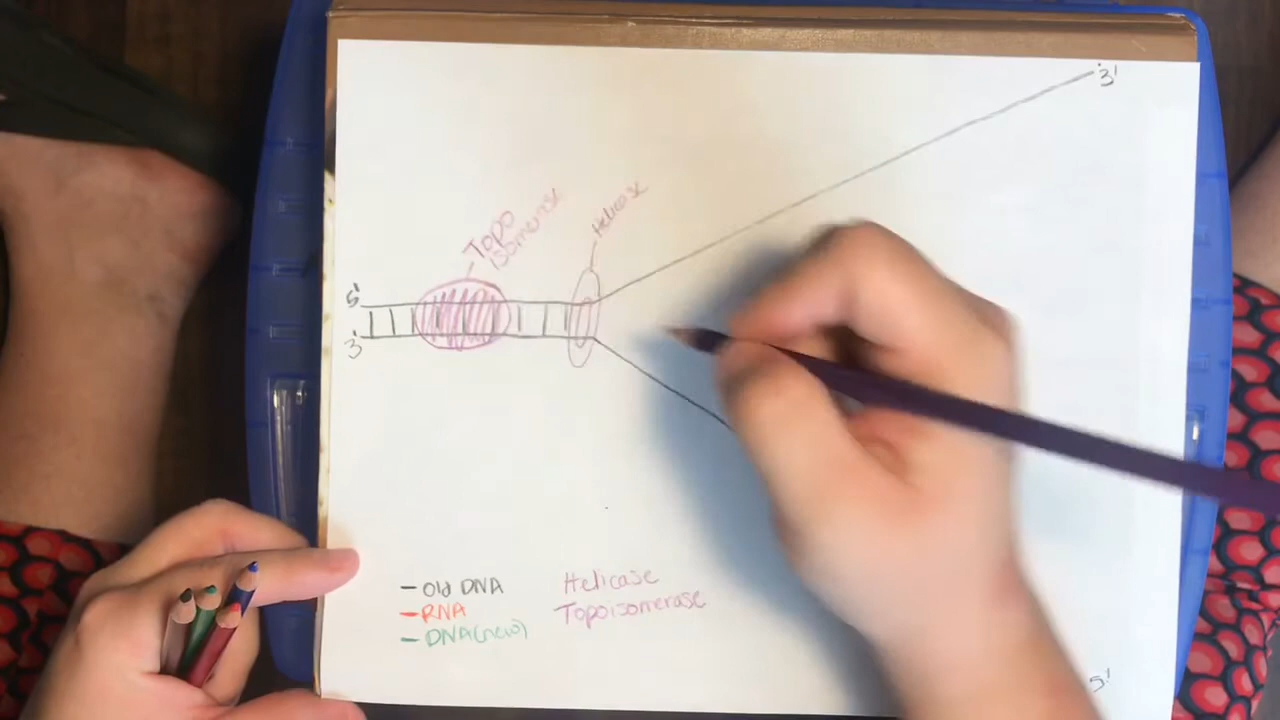 3'
Helicase
Topo
isomerase
5'
3'
— Old DNA
— RNA
— DNA(new)
Helicase
Topoisomerase
5'